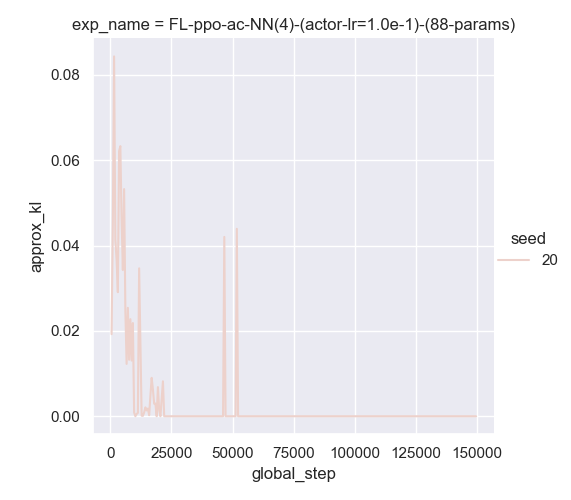 exp_name = FL-ppo-ac-NN(4)-(actor-lr=1.0e-1)-(88-params)
0.08
0.06
0.04
0.02
0.00
approx_kl
0 25000 50000 75000 100000 125000 150000
global_step
seed
20